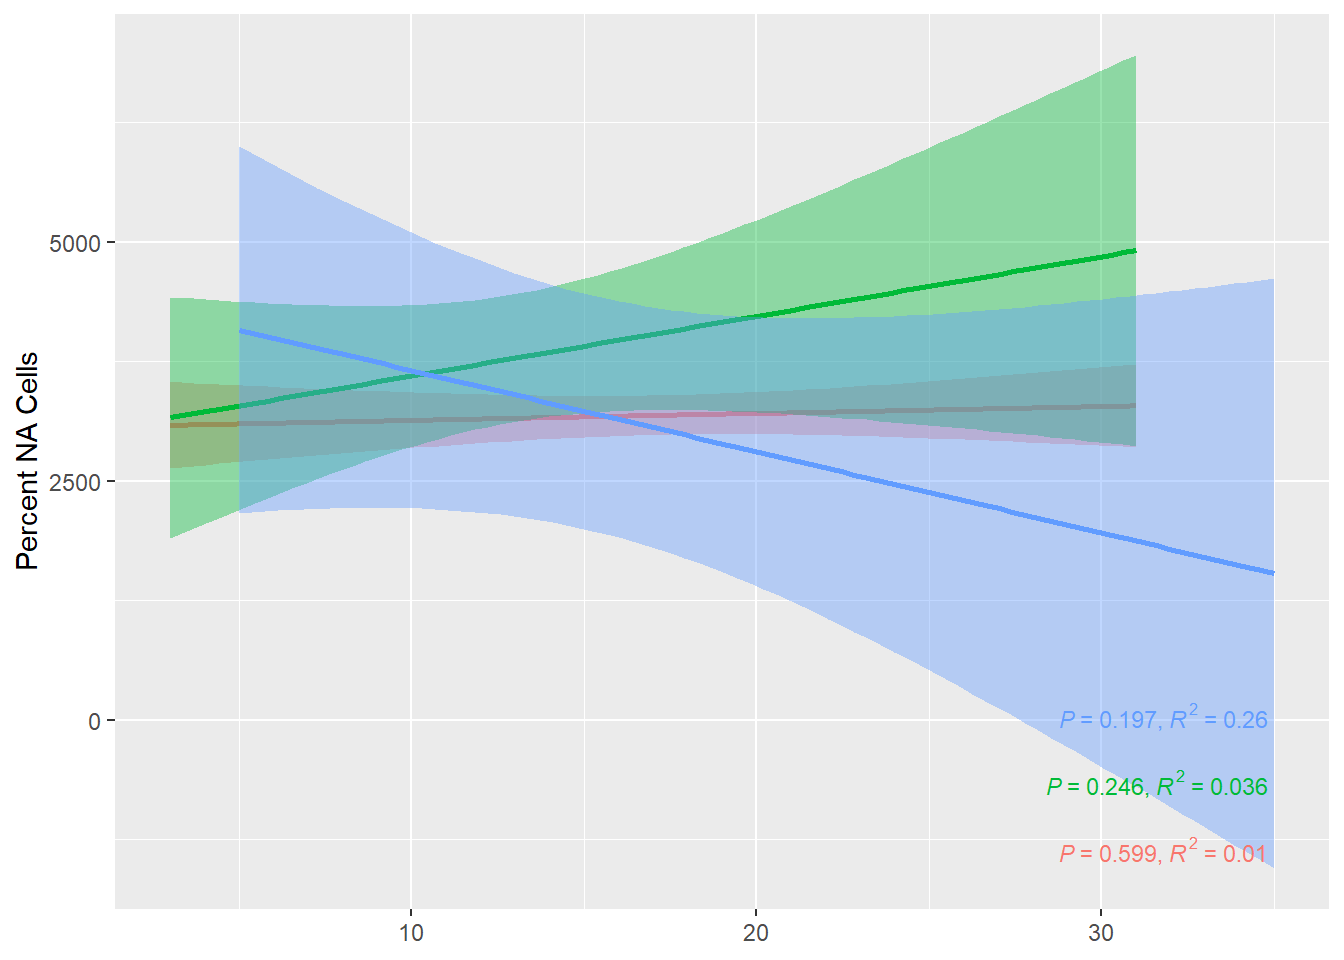 Percent NA Cells
5000
2500
0
P = 0.197, R² = 0.26
P = 0.246, R² = 0.036
P = 0.599, R² = 0.01
10 20 30